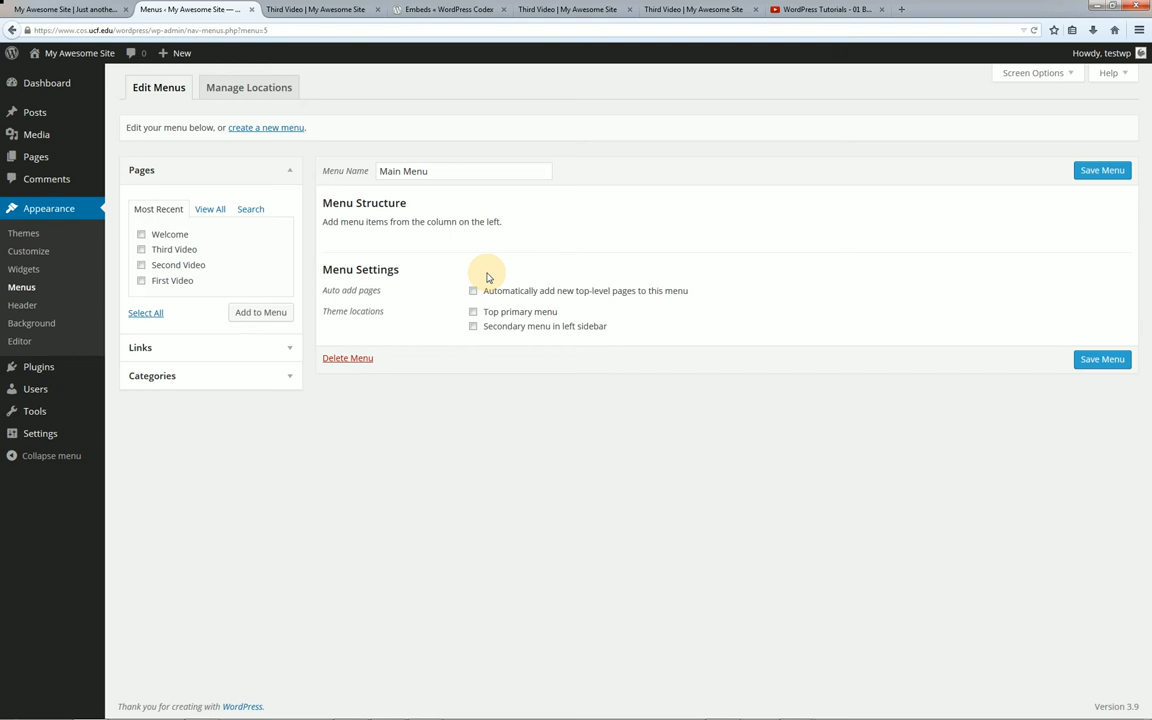 My Awesome Site | Just anothe...
Menus ‹ My Awesome Site — ...
Third Video | My Awesome Site
Embeds « WordPress Codex
Third Video | My Awesome Site
Third Video | My Awesome Site
WordPress Tutorials - 01 B...
https://www.cos.ucf.edu/wordpress/wp-admin/nav-menus.php?menu=5
My Awesome Site
0
New
Howdy, testwp
Dashboard
Posts
Media
Pages
Comments
Appearance
Themes
Customize
Widgets
Menus
Header
Background
Editor
Plugins
Users
Tools
Settings
Collapse menu
Screen Options
Help
Edit Menus
Manage Locations
Edit your menu below, or create a new menu.
Pages
Most Recent
View All
Search
Welcome
Third Video
Second Video
First Video
Select All
Add to Menu
Links
Categories
Menu Name
Main Menu
Save Menu
Menu Structure
Add menu items from the column on the left.
Menu Settings
Auto add pages
Automatically add new top-level pages to this menu
Theme locations
Top primary menu
Secondary menu in left sidebar
Delete Menu
Save Menu
Thank you for creating with WordPress.
Version 3.9